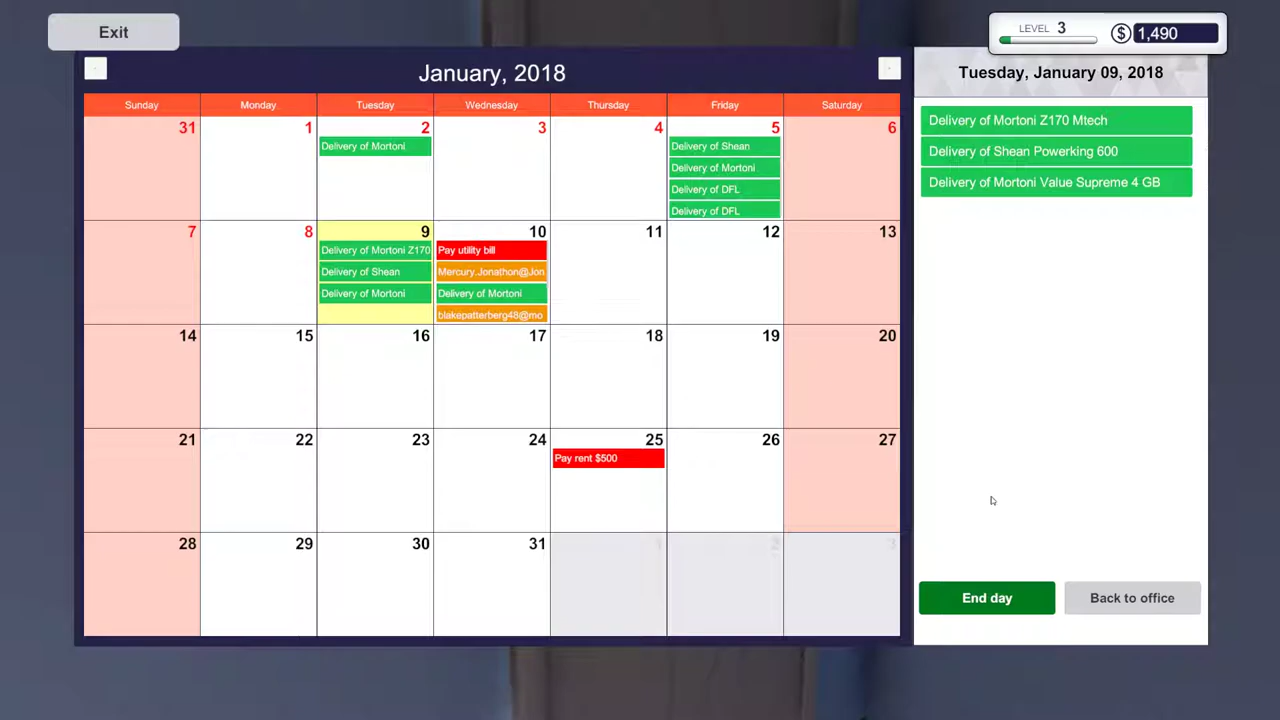 Exit
LEVEL 3
$ 1,490
January, 2018
Tuesday, January 09, 2018
Sunday Monday Tuesday Wednesday Thursday Friday Saturday
31 1 2 3 4 5 6
Delivery of Mortoni
Delivery of Shean
Delivery of Mortoni
Delivery of DFL
Delivery of DFL
7 8 9 10 11 12 13
Delivery of Mortoni Z170
Delivery of Shean
Delivery of Mortoni
Pay utility bill
Mercury.Jonathon@Jon
Delivery of Mortoni
blakepatterberg48@mo
14 15 16 17 18 19 20
21 22 23 24 25 26 27
Pay rent $500
28 29 30 31 1 2 3
Delivery of Mortoni Z170 Mtech
Delivery of Shean Powerking 600
Delivery of Mortoni Value Supreme 4 GB
End day
Back to office